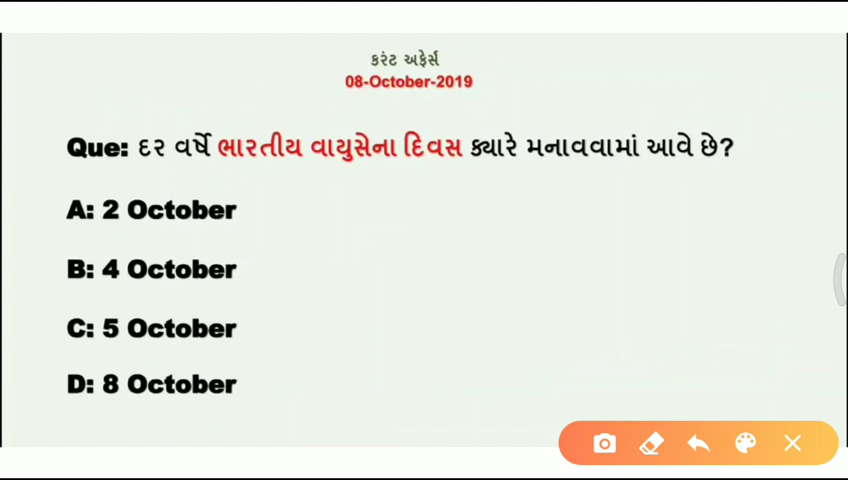 કરંટ અફેર્સ
08-October-2019
Que: દર વર્ષે ભારતીય વાયુસેના દિવસ ક્યારે મનાવવામાં આવે છે?
A: 2 October
B: 4 October
C: 5 October
D: 8 October